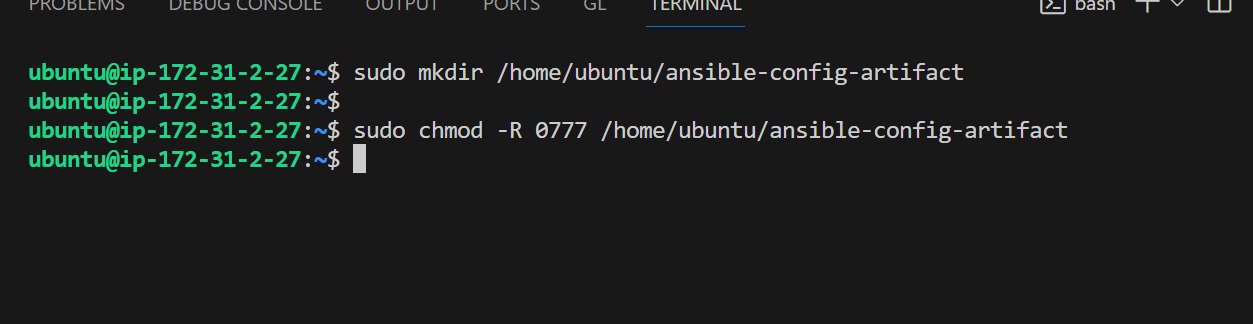 PROBLEMS DEBUG CONSOLE OUTPUT PORTS GL TERMINAL bash
ubuntu@ip-172-31-2-27:~$ sudo mkdir /home/ubuntu/ansible-config-artifact
ubuntu@ip-172-31-2-27:~$
ubuntu@ip-172-31-2-27:~$ sudo chmod -R 0777 /home/ubuntu/ansible-config-artifact
ubuntu@ip-172-31-2-27:~$